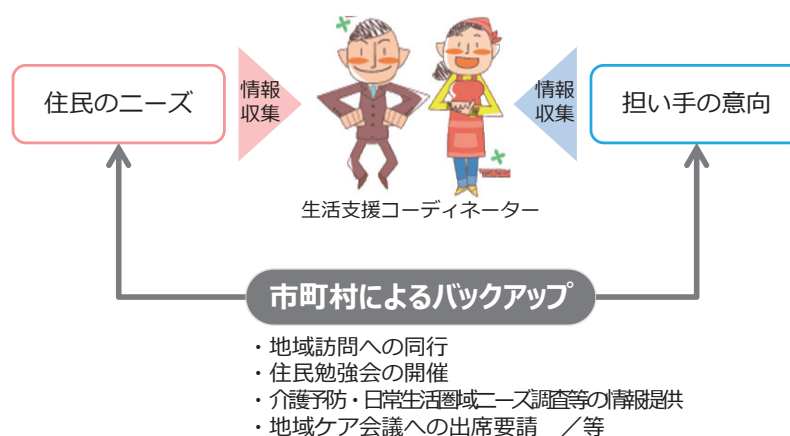 住民のニーズ
情報
収集
情報
収集
担い手の意向
生活支援コーディネーター
市町村によるバックアップ
・地域訪問への同行
・住民勉強会の開催
・介護予防・日常生活圏域ニーズ調査等の情報提供
・地域ケア会議への出席要請　／等